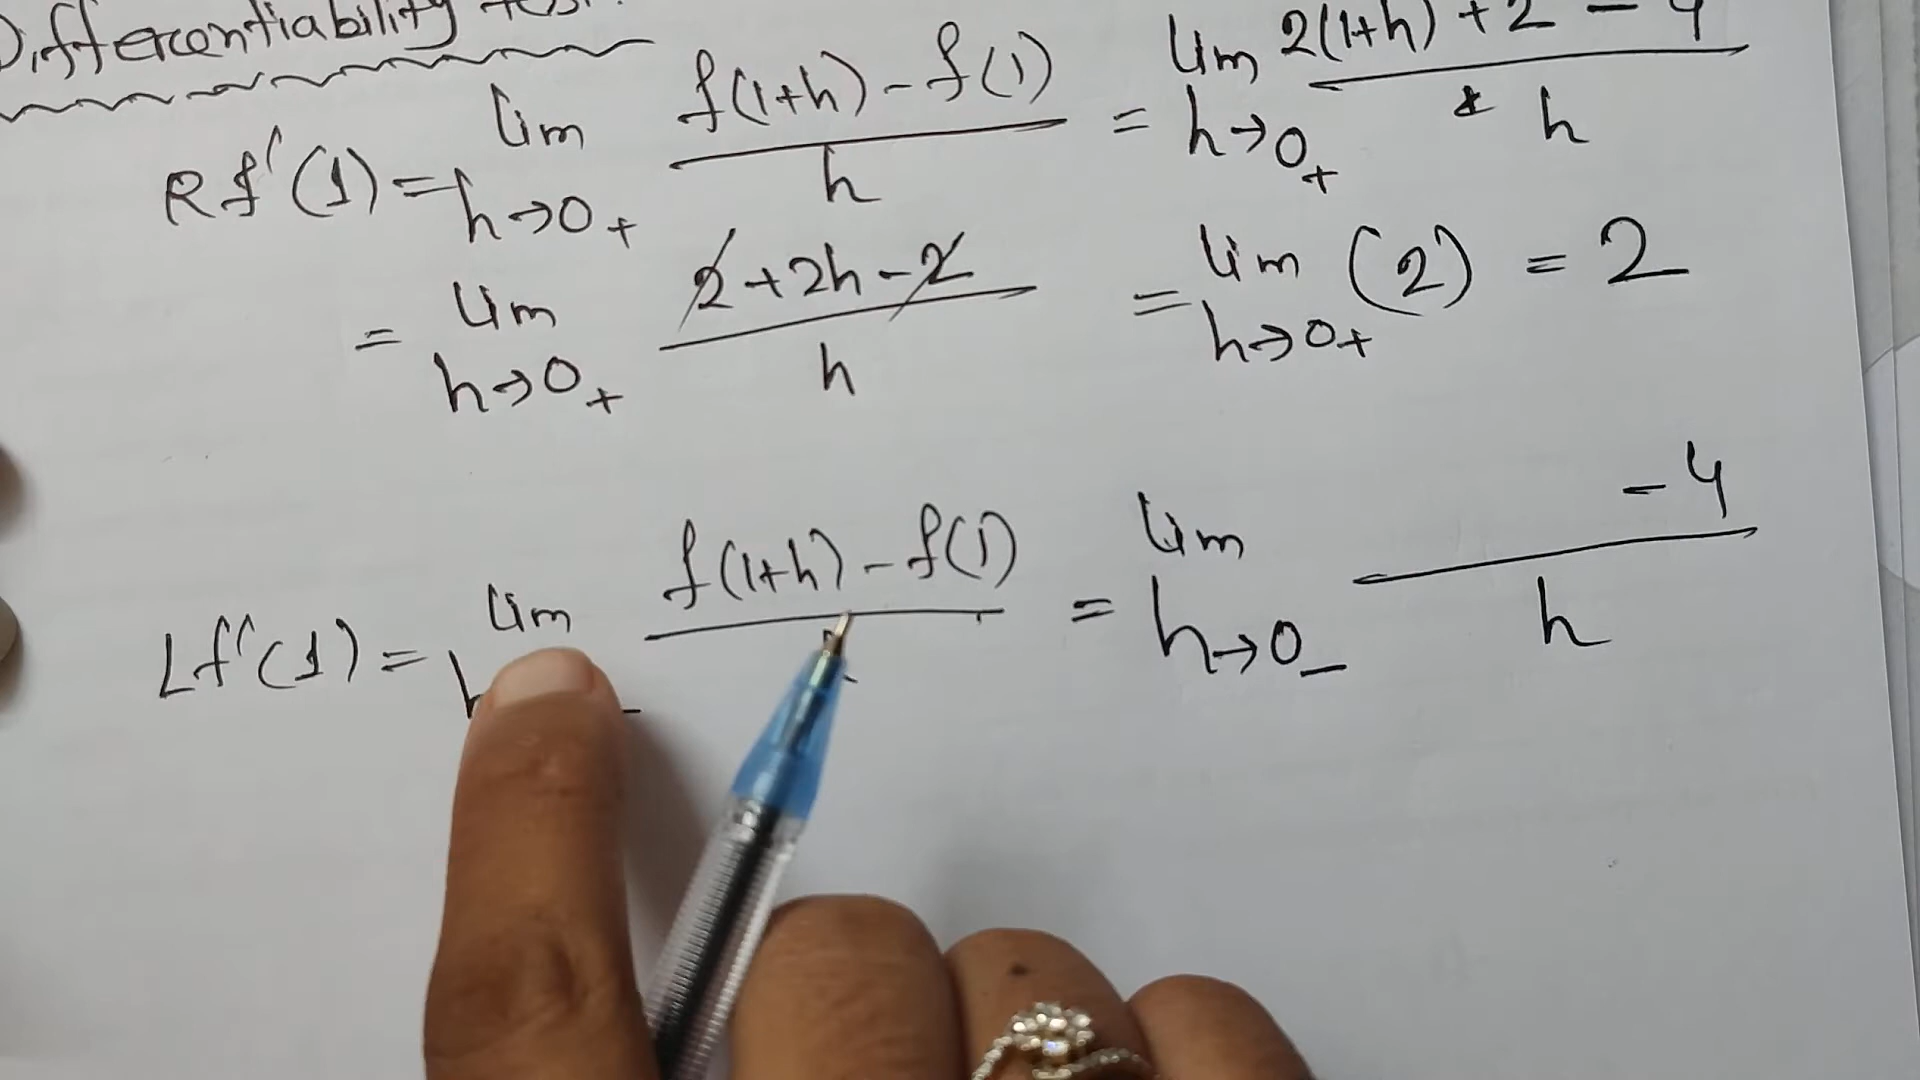 Differentiability test:
Rf'(1) = lim h→0+ f(1+h) - f(1) / h = lim h→0+ 2(1+h) + 2 - 4 / h
= lim h→0+ 2 + 2h - 2 / h = lim h→0+ (2) = 2
Lf'(1) = lim h - f(1+h) - f(1) / = lim h→0- - 4 / h